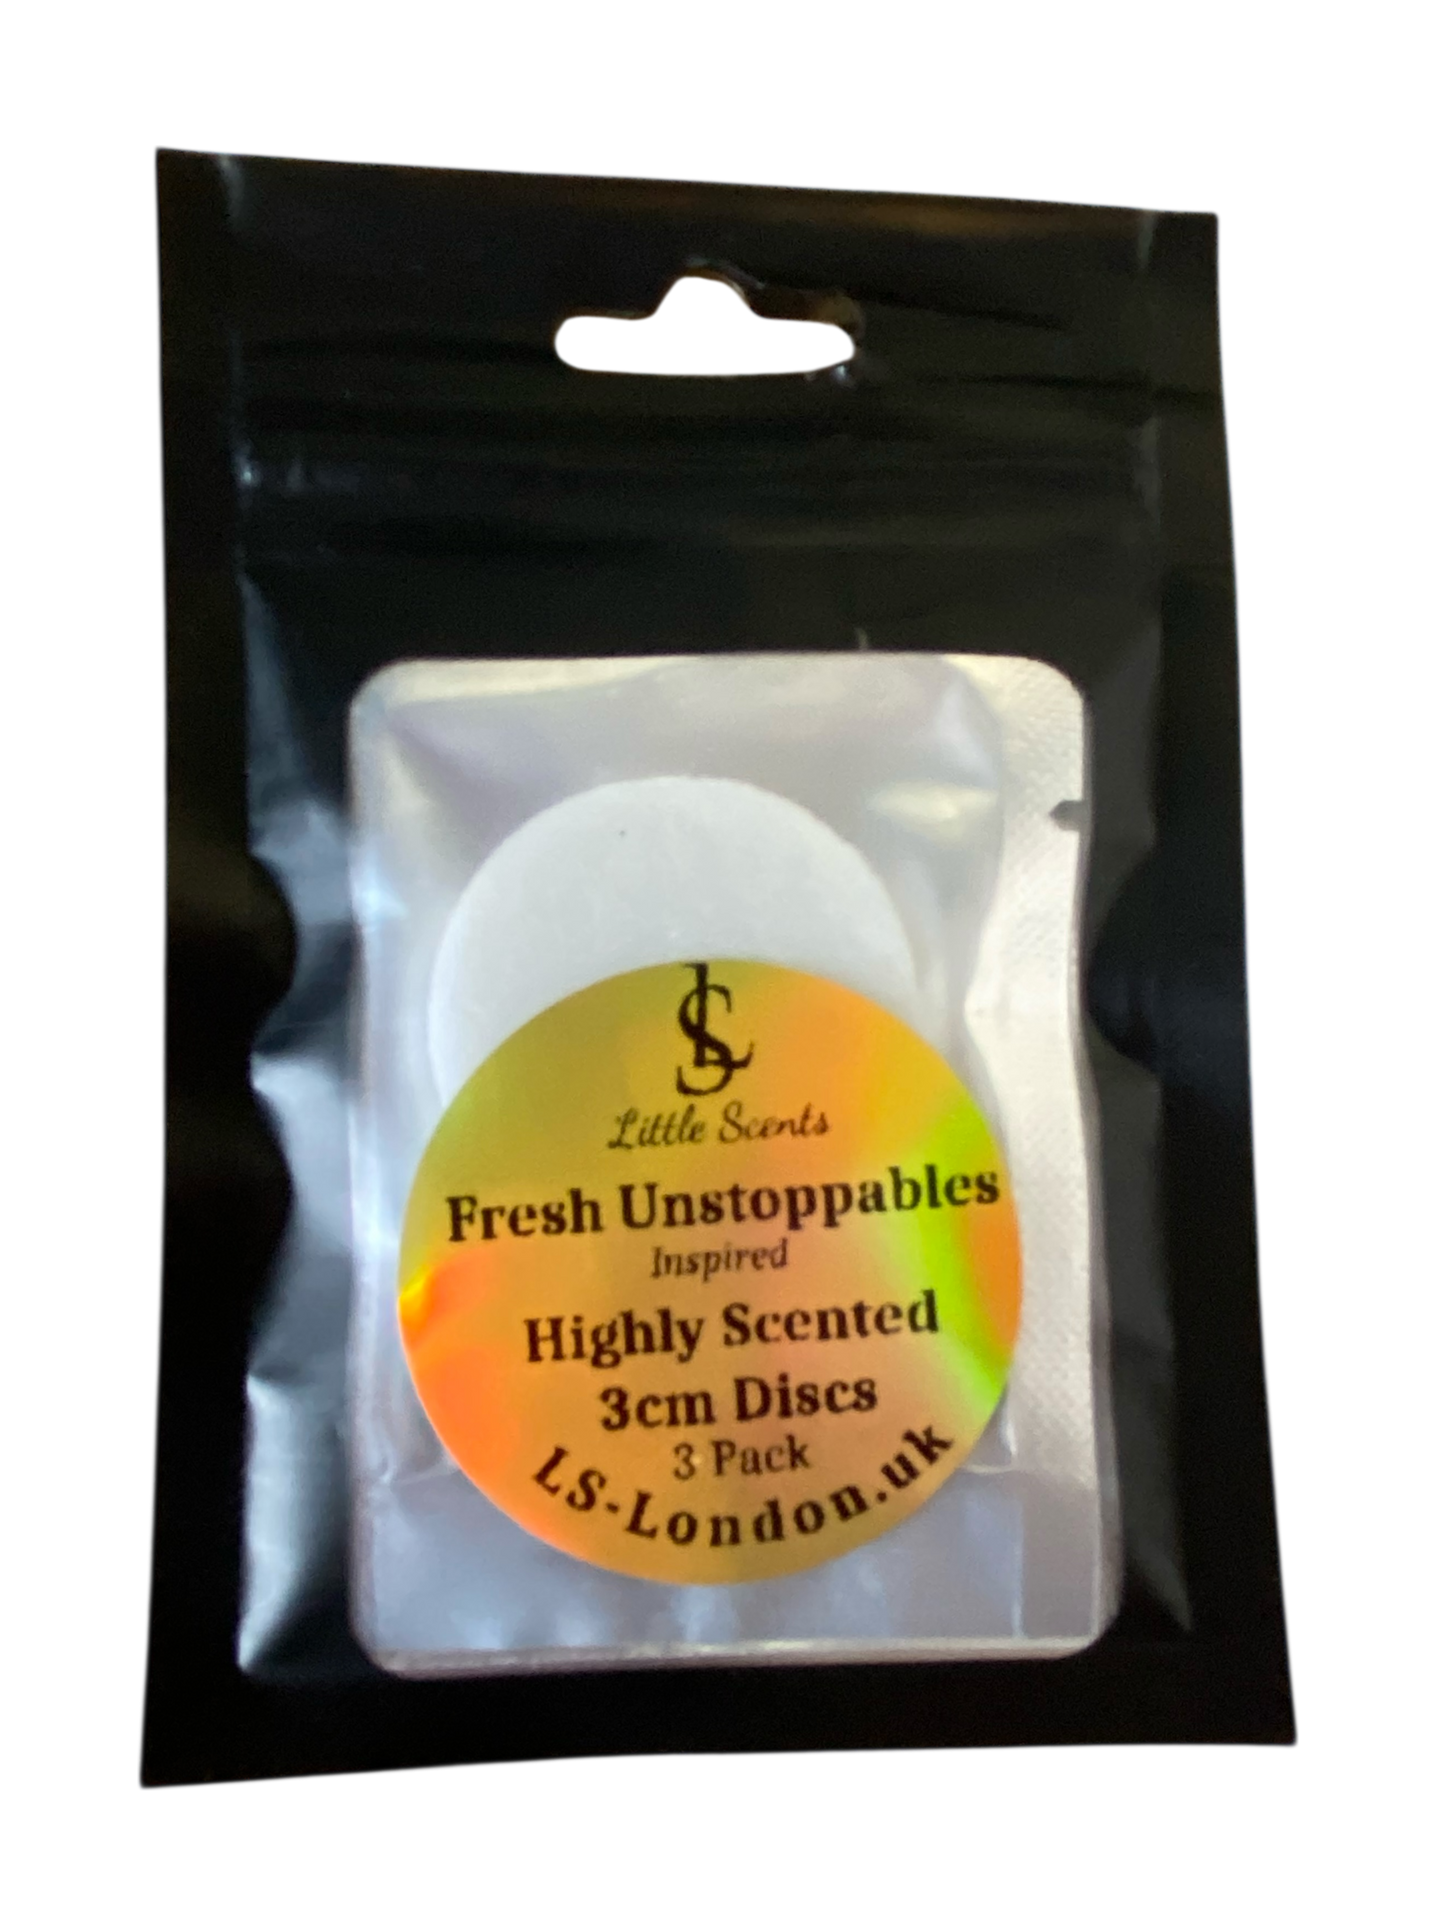 LS
Little Scents
Fresh Unstoppables
Inspired
Highly Scented
3cm Discs
3 Pack
LS-London.uk